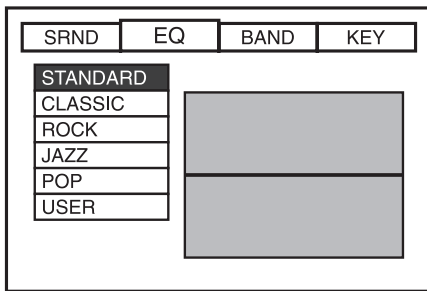 SRND EQ BAND KEY
STANDARD
CLASSIC
ROCK
JAZZ
POP
USER